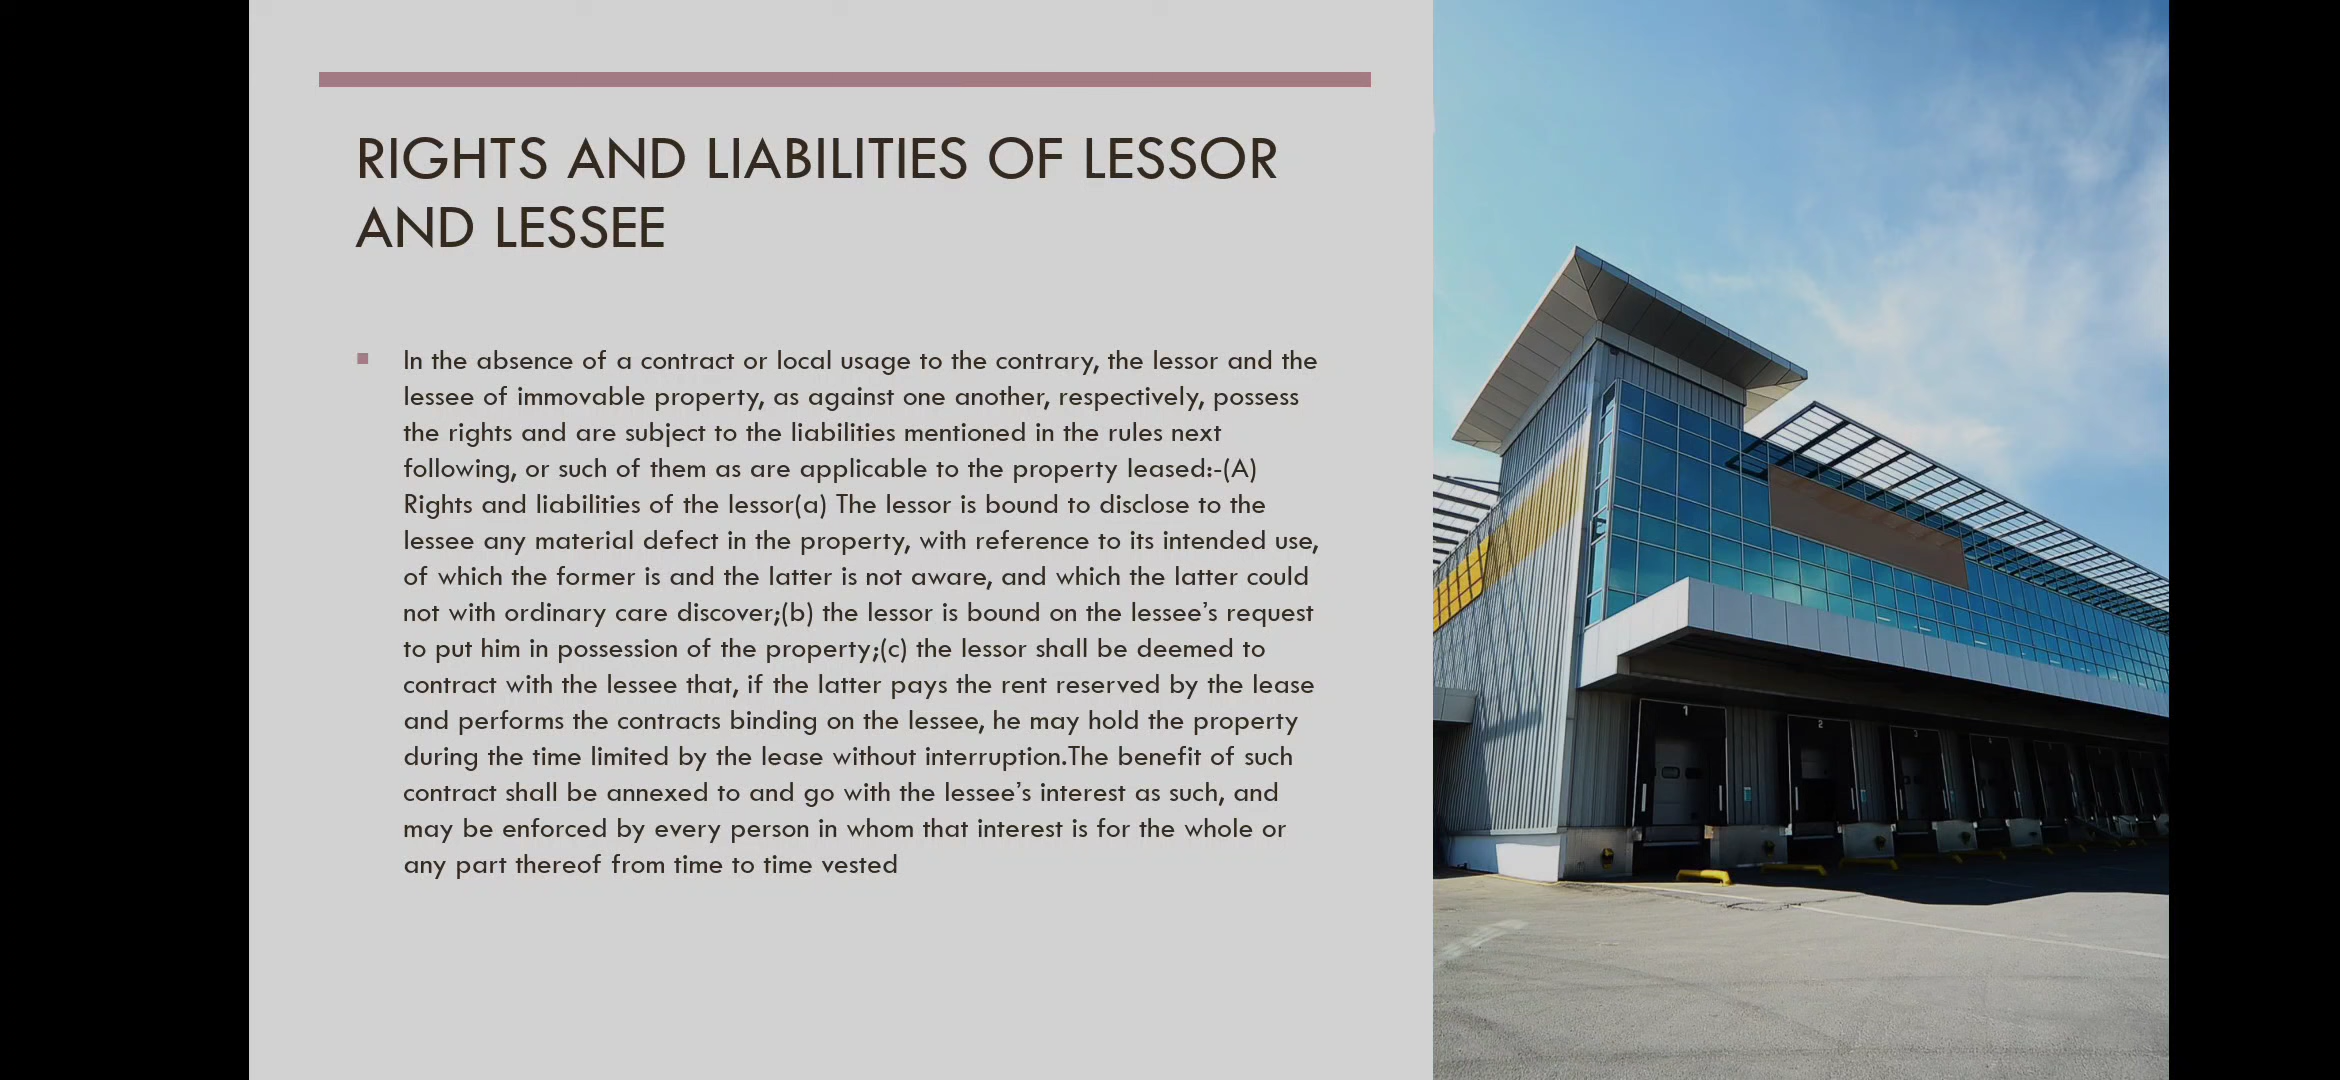 RIGHTS AND LIABILITIES OF LESSOR
AND LESSEE
In the absence of a contract or local usage to the contrary, the lessor and the
lessee of immovable property, as against one another, respectively, possess
the rights and are subject to the liabilities mentioned in the rules next
following, or such of them as are applicable to the property leased:-(A)
Rights and liabilities of the lessor(a) The lessor is bound to disclose to the
lessee any material defect in the property, with reference to its intended use,
of which the former is and the latter is not aware, and which the latter could
not with ordinary care discover;(b) the lessor is bound on the lessee’s request
to put him in possession of the property;(c) the lessor shall be deemed to
contract with the lessee that, if the latter pays the rent reserved by the lease
and performs the contracts binding on the lessee, he may hold the property
during the time limited by the lease without interruption.The benefit of such
contract shall be annexed to and go with the lessee’s interest as such, and
may be enforced by every person in whom that interest is for the whole or
any part thereof from time to time vested
1
2
3